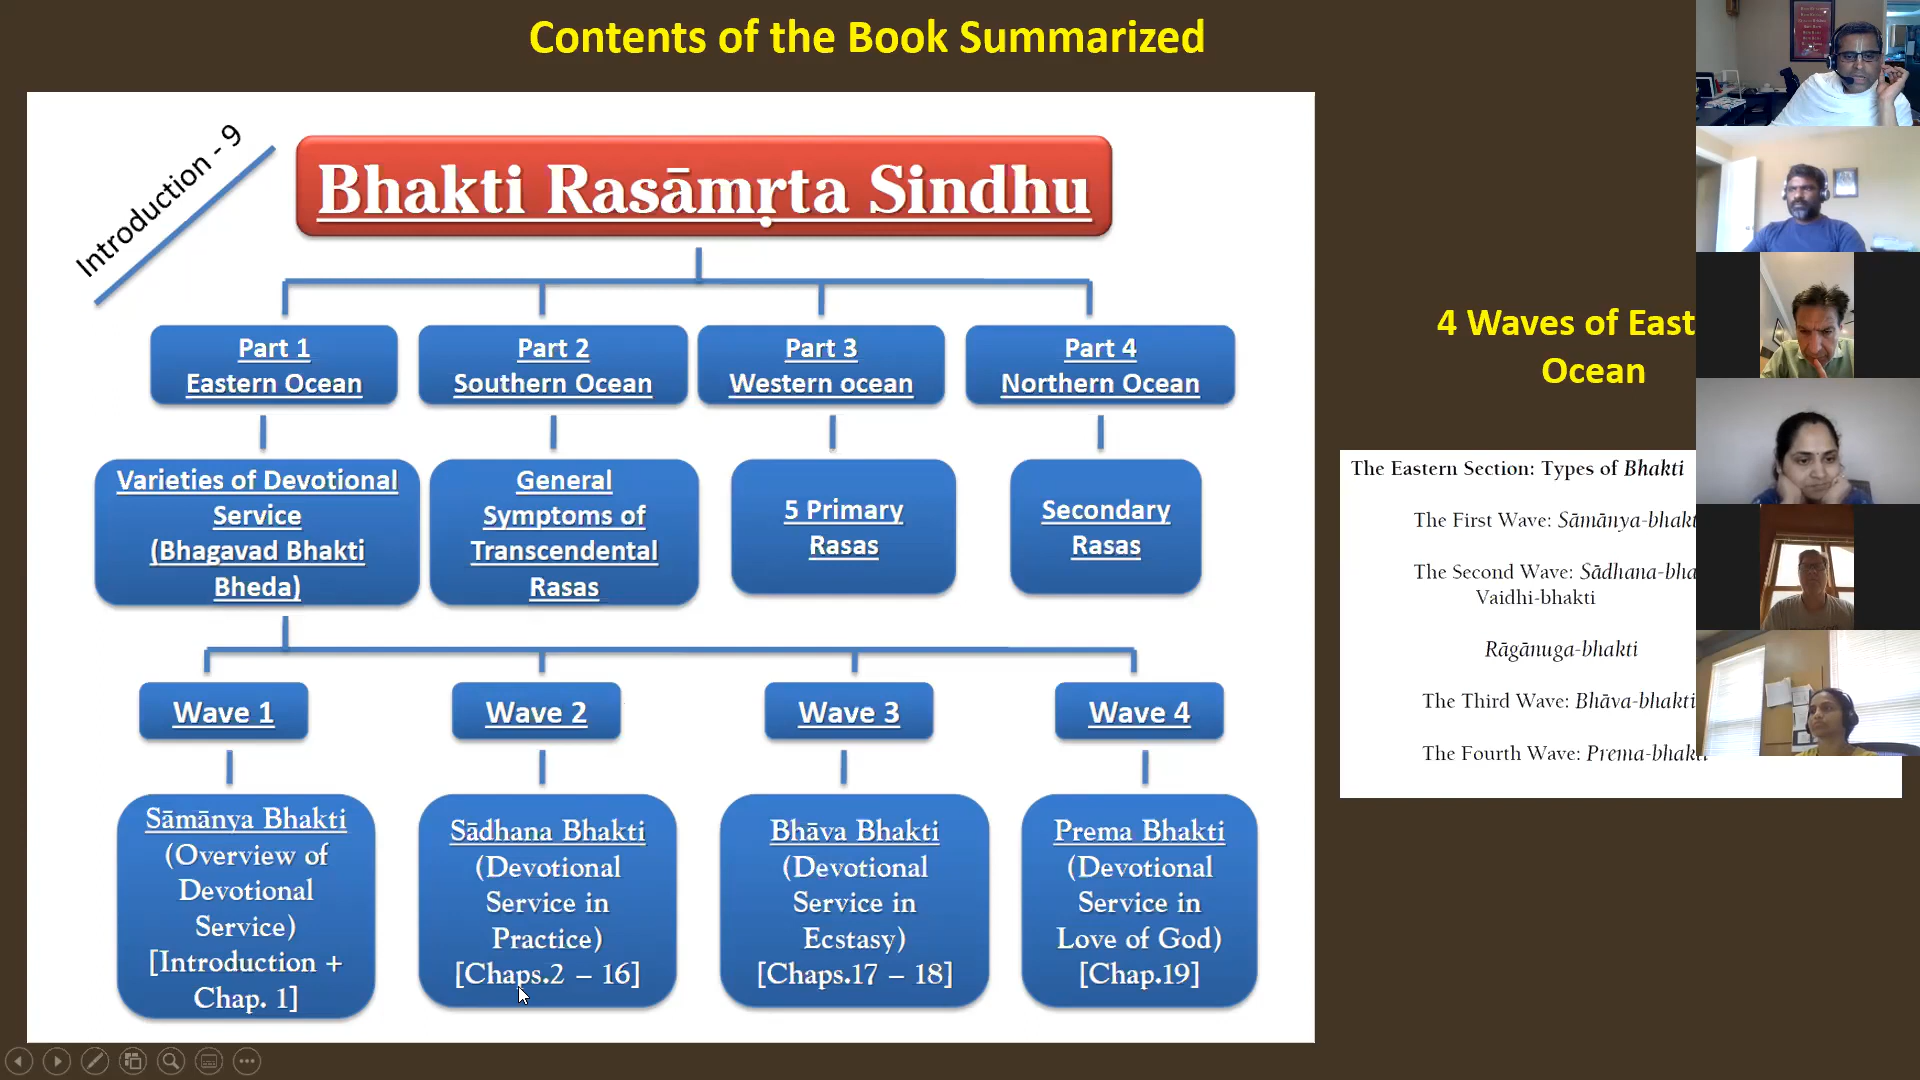 Contents of the Book Summarized
Introduction - 9
Bhakti Rasāmṛta Sindhu
Part 1
Eastern Ocean
Part 2
Southern Ocean
Part 3
Western ocean
Part 4
Northern Ocean
Varieties of Devotional
Service
(Bhagavad Bhakti
Bheda)
General
Symptoms of
Transcendental
Rasas
5 Primary
Rasas
Secondary
Rasas
Wave 1
Wave 2
Wave 3
Wave 4
Sāmānya Bhakti
(Overview of
Devotional
Service)
[Introduction +
Chap. 1]
Sādhana Bhakti
(Devotional
Service in
Practice)
[Chaps.2 – 16]
Bhāva Bhakti
(Devotional
Service in
Ecstasy)
[Chaps.17 – 18]
Prema Bhakti
(Devotional
Service in
Love of God)
[Chap.19]
4 Waves of East
Ocean
The Eastern Section: Types of Bhakti
The First Wave: Sāmānya-bhakt
The Second Wave: Sādhana-bha
Vaidhi-bhakti
Rāgānuga-bhakti
The Third Wave: Bhāva-bhakti
The Fourth Wave: Prema-bhakt